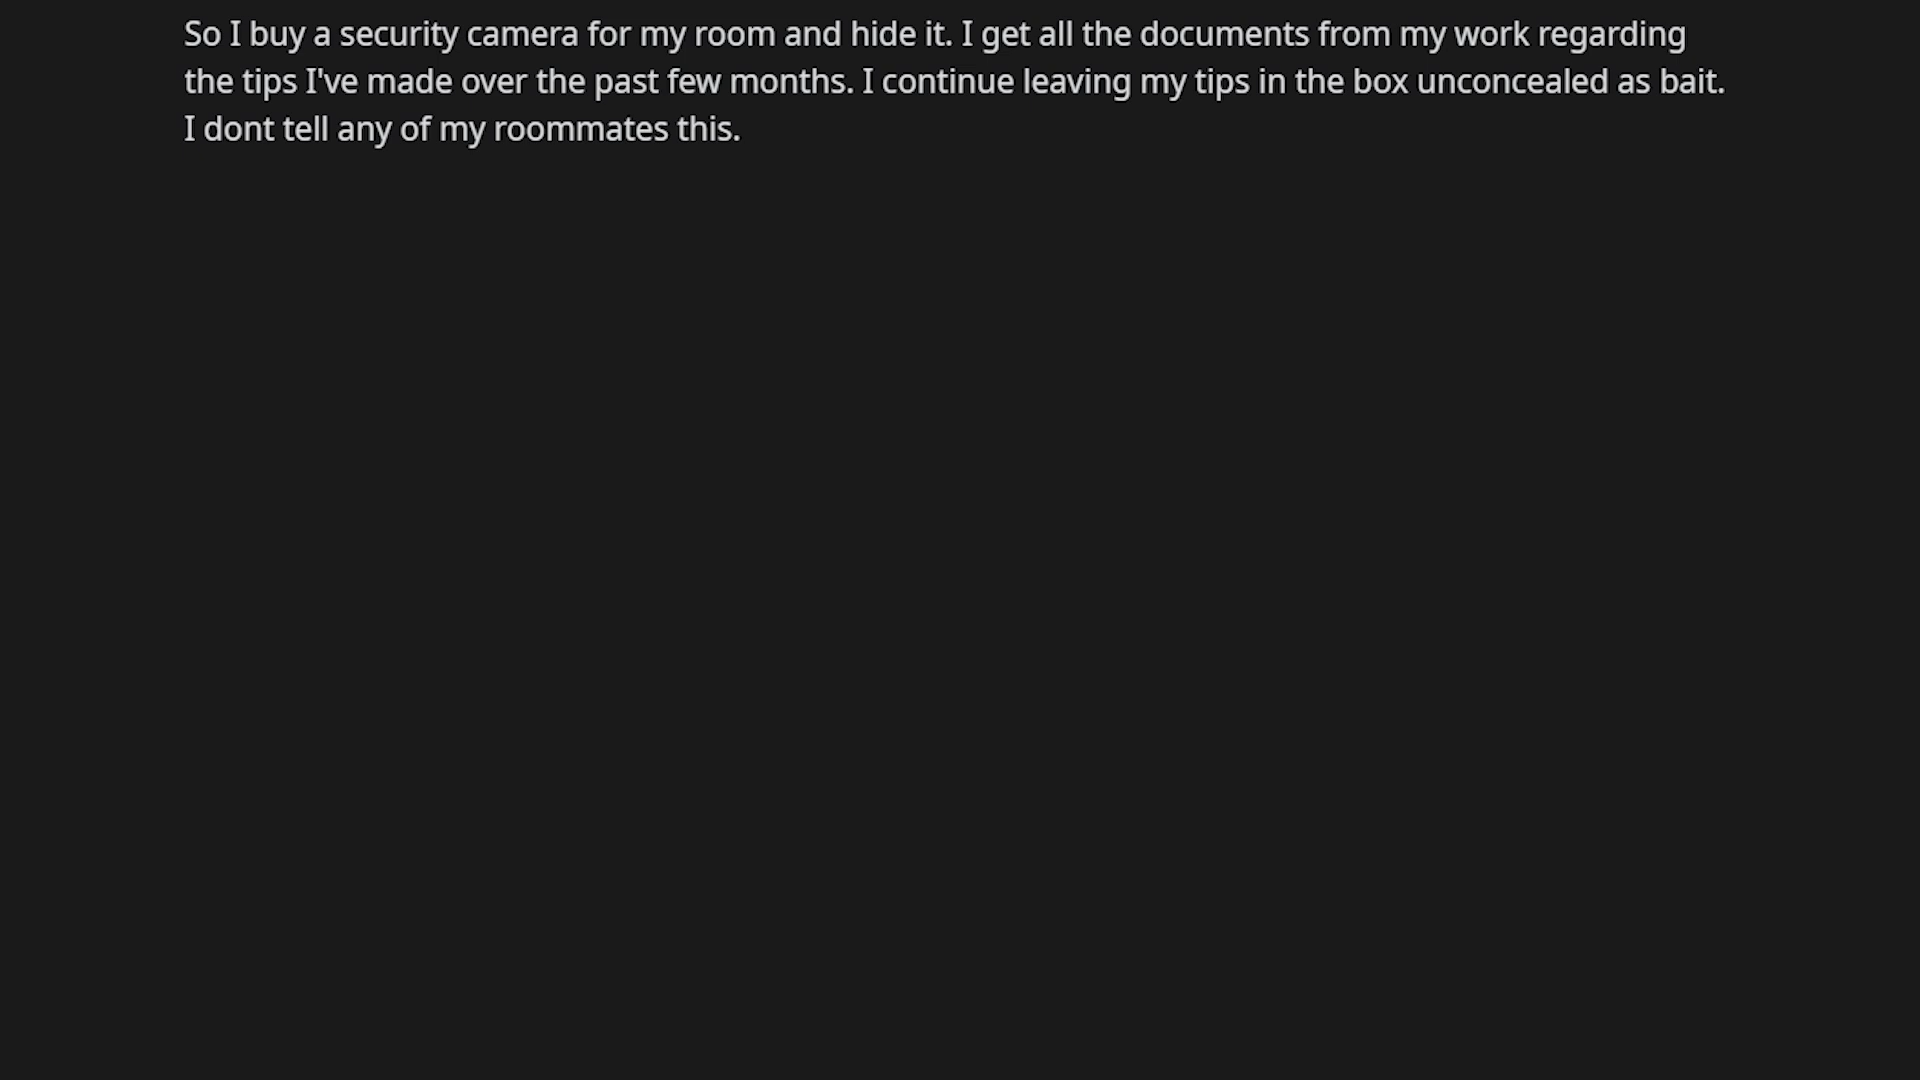 So I buy a security camera for my room and hide it. I get all the documents from my work regarding
the tips I've made over the past few months. I continue leaving my tips in the box unconcealed as bait.
I dont tell any of my roommates this.